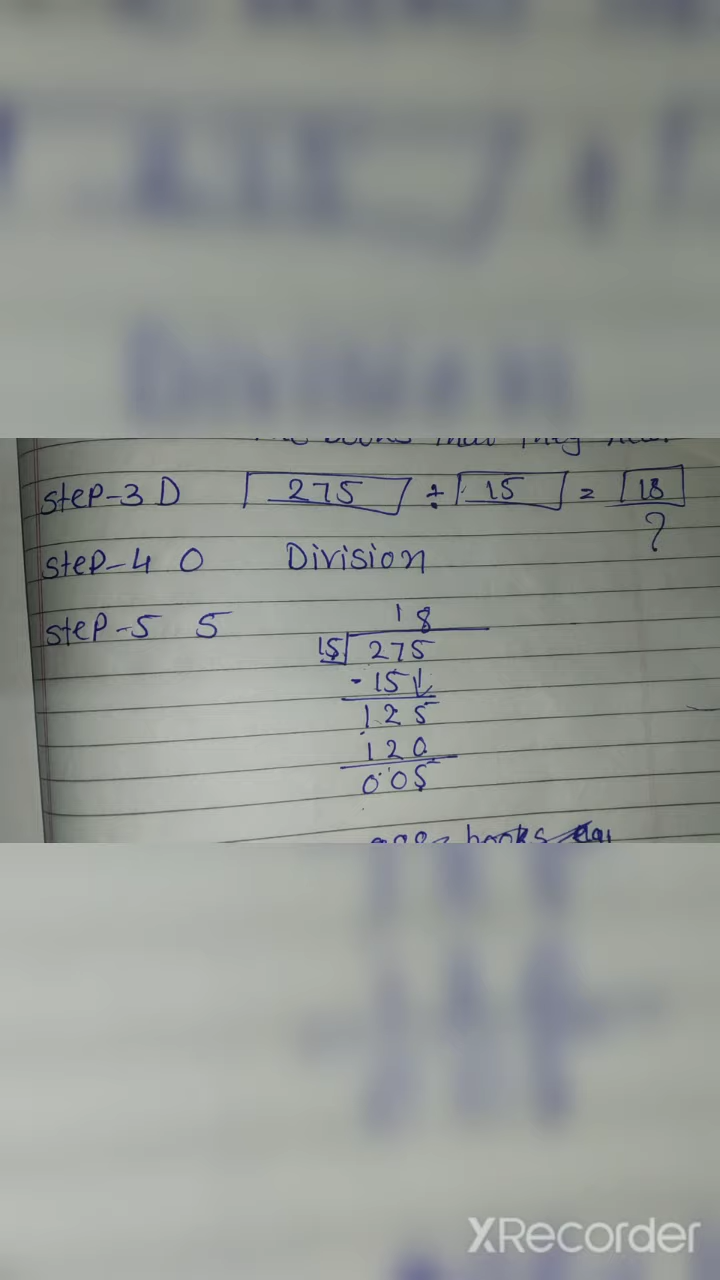 step-3 D 275 ÷ 15 = 18
?
step-4 O Division
step-5 5
18
15 275
- 15↓
125
120
005
books
XRecorder